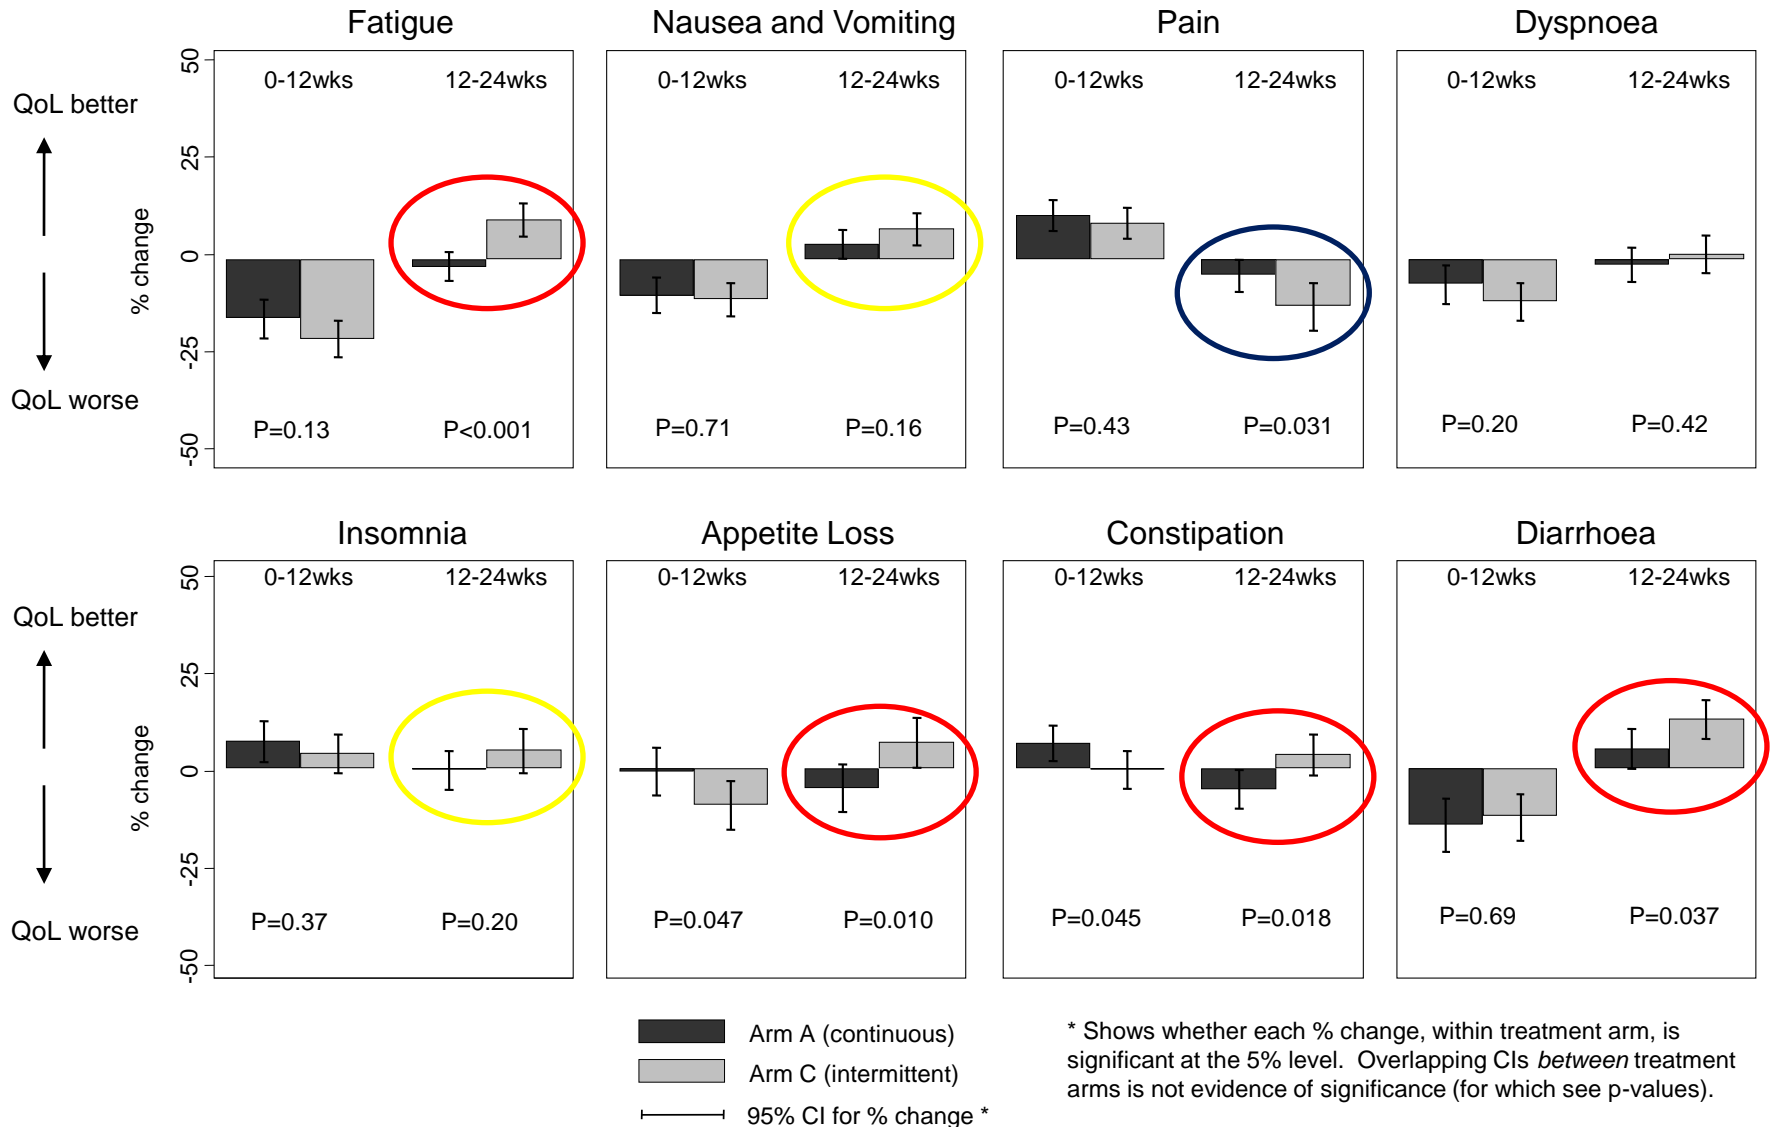 Fatigue
Nausea and Vomiting
Pain
Dyspnoea
50
25
0
-25
-50
% change
QoL better
QoL worse
0-12wks
12-24wks
P=0.13
P<0.001
0-12wks
12-24wks
P=0.71
P=0.16
0-12wks
12-24wks
P=0.43
P=0.031
0-12wks
12-24wks
P=0.20
P=0.42
Insomnia
Appetite Loss
Constipation
Diarrhoea
50
25
0
-25
-50
% change
QoL better
QoL worse
0-12wks
12-24wks
P=0.37
P=0.20
0-12wks
12-24wks
P=0.047
P=0.010
0-12wks
12-24wks
P=0.045
P=0.018
0-12wks
12-24wks
P=0.69
P=0.037
Arm A (continuous)
Arm C (intermittent)
95% CI for % change *
* Shows whether each % change, within treatment arm, is
significant at the 5% level.  Overlapping CIs between treatment
arms is not evidence of significance (for which see p-values).